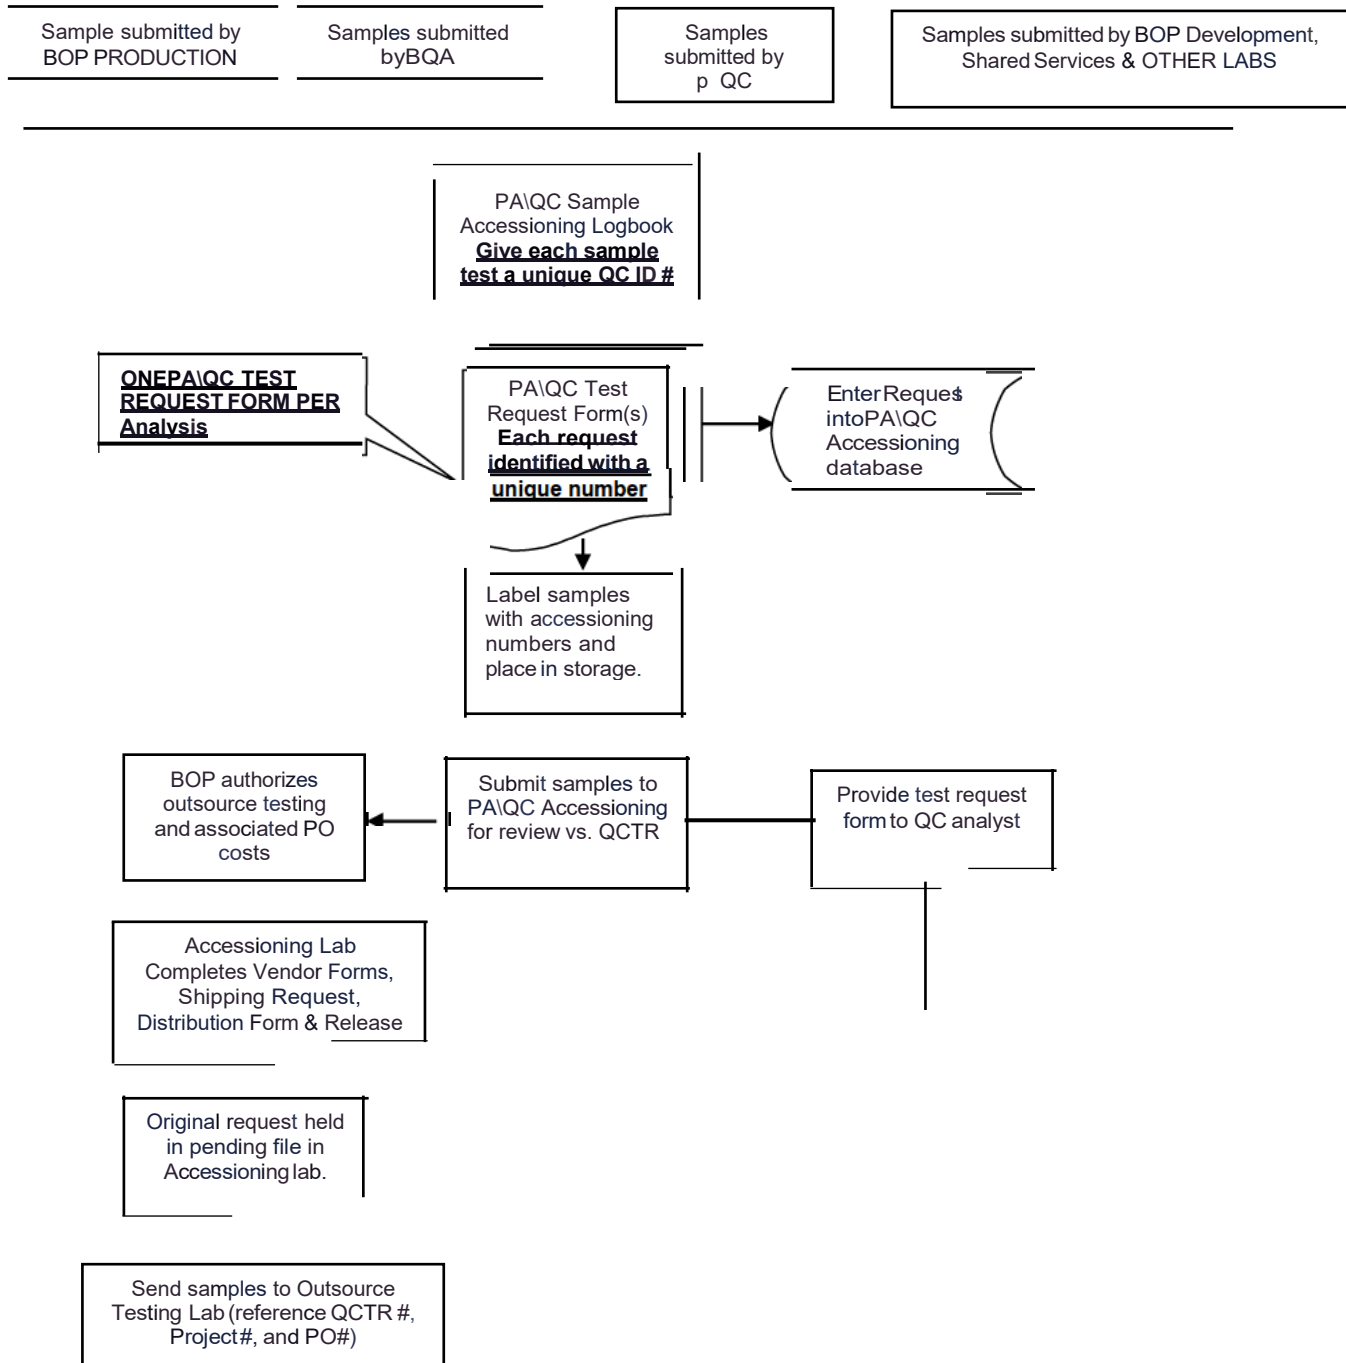 Sample submitted by
BOP PRODUCTION
Samples submitted
byBQA
Samples
submitted by
p QC
Samples submitted by BOP Development,
Shared Services & OTHER LABS
PA\QC Sample
Accessioning Logbook
Give each sample
test a unique QC ID #
ONEPA\QC TEST
REQUEST FORM PER
Analysis
PA\QC Test
Request Form(s)
Each request
identified with a
unique number
Enter Request
intoPA\QC
Accessioning
database
Label samples
with accessioning
numbers and
place in storage.
BOP authorizes
outsource testing
and associated PO
costs
Submit samples to
PA\QC Accessioning
for review vs. QCTR
Provide test request
form to QC analyst
Accessioning Lab
Completes Vendor Forms,
Shipping Request,
Distribution Form & Release
Original request held
in pending file in
Accessioning lab.
Send samples to Outsource
Testing Lab (reference QCTR #,
Project#, and PO#)